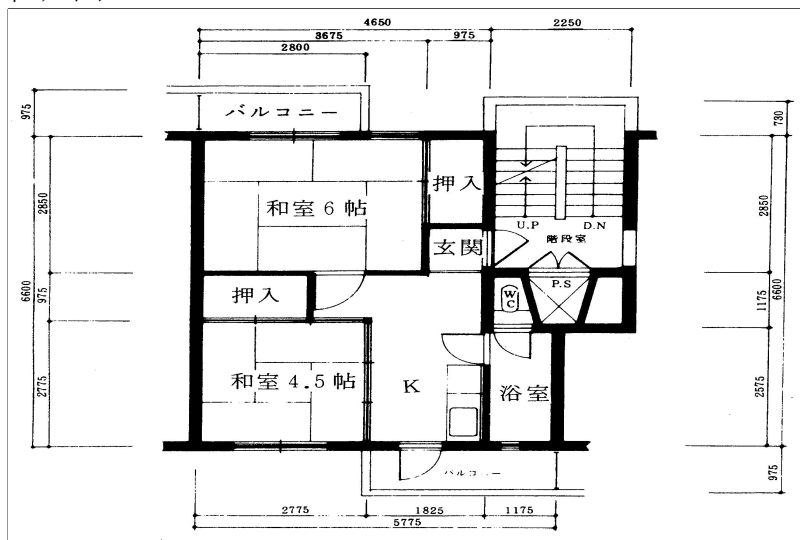 4650
2250
3675
975
2800
バルコニー
975
730
押入
和室 6 帖
2850
2850
U.P
D.N
玄関
階段室
6600
975
押入
W
C
P.S
1175
6600
和室 4.5 帖
K
浴室
2775
2575
バルコニー
975
2775
1825
1175
5775